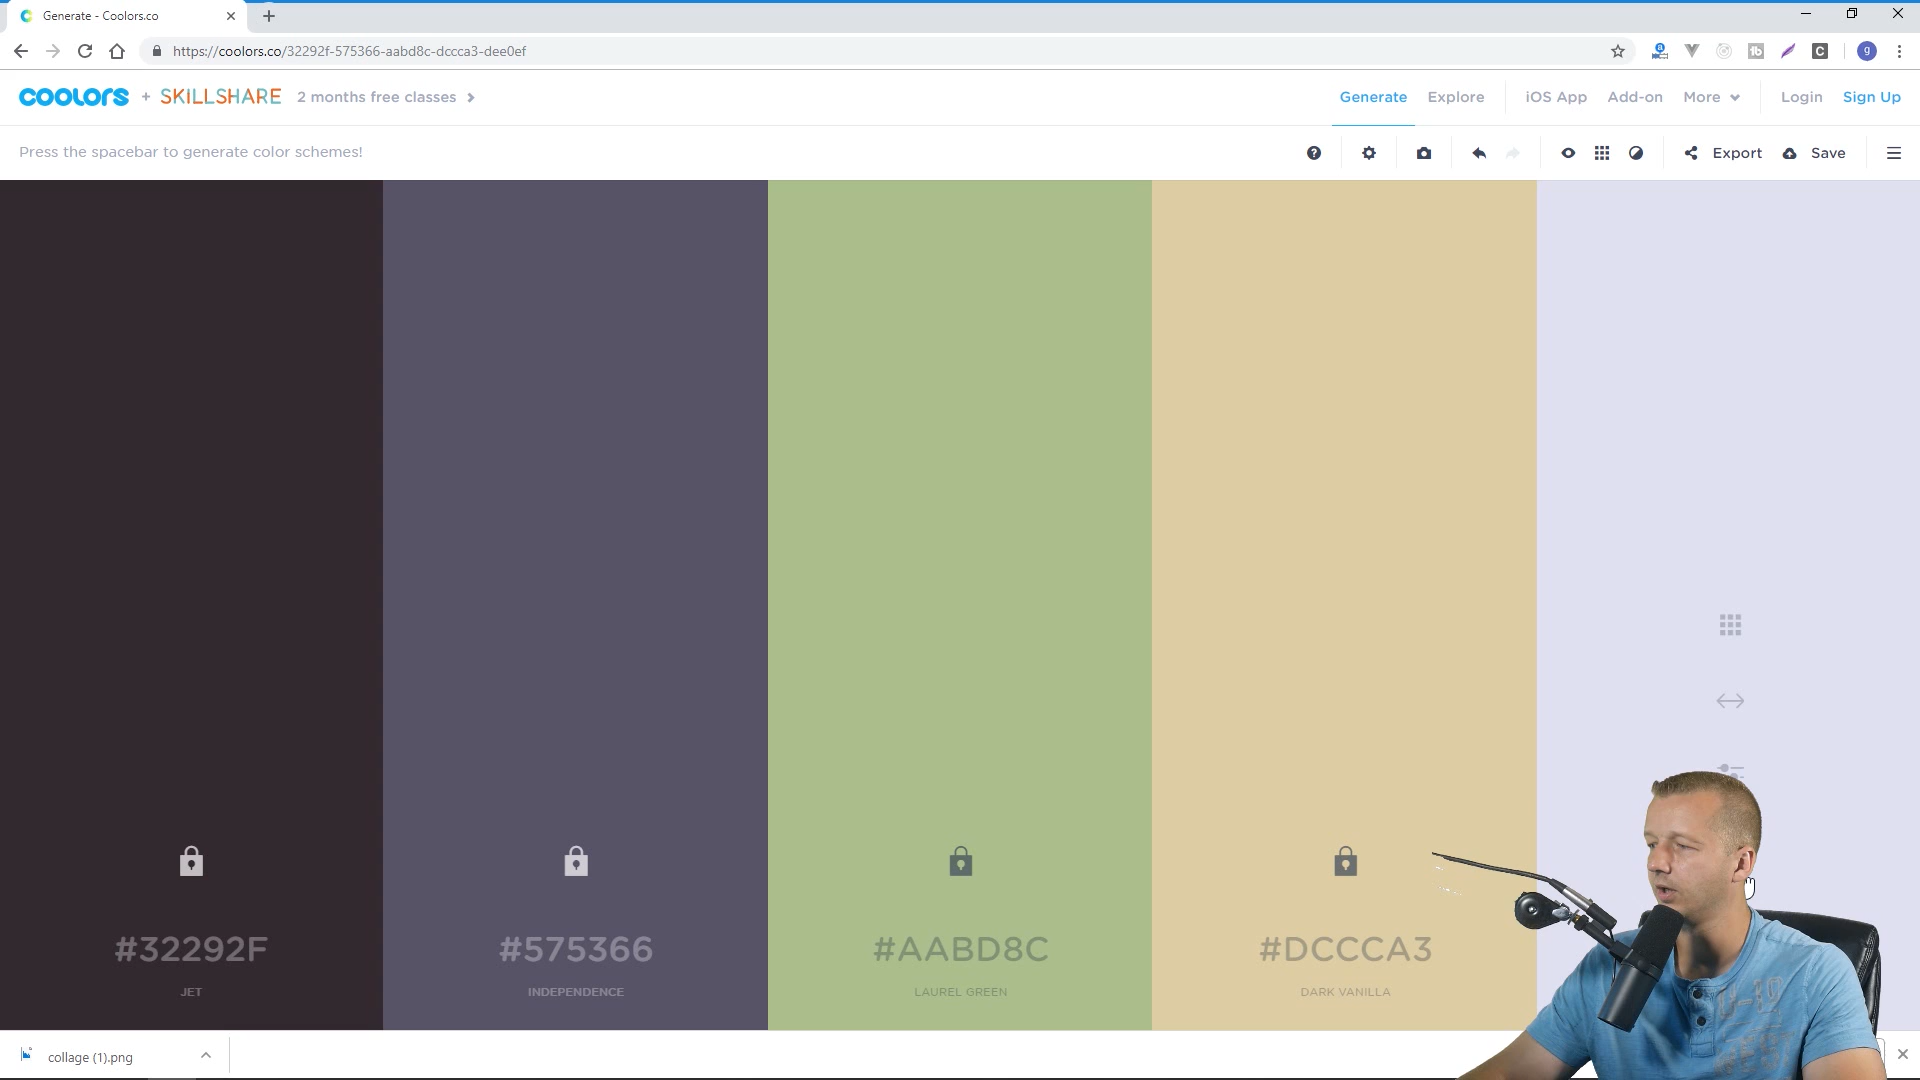 Generate - Coolors.co
https://coolors.co/32292f-575366-aabd8c-dccca3-dee0ef
coolors + SKILLSHARE 2 months free classes
Generate Explore iOS App Add-on More Login Sign Up
Press the spacebar to generate color schemes!
Export Save
#32292F #575366 #AABD8C #DCCCA3
JET INDEPENDENCE LAUREL GREEN DARK VANILLA
collage (1).png